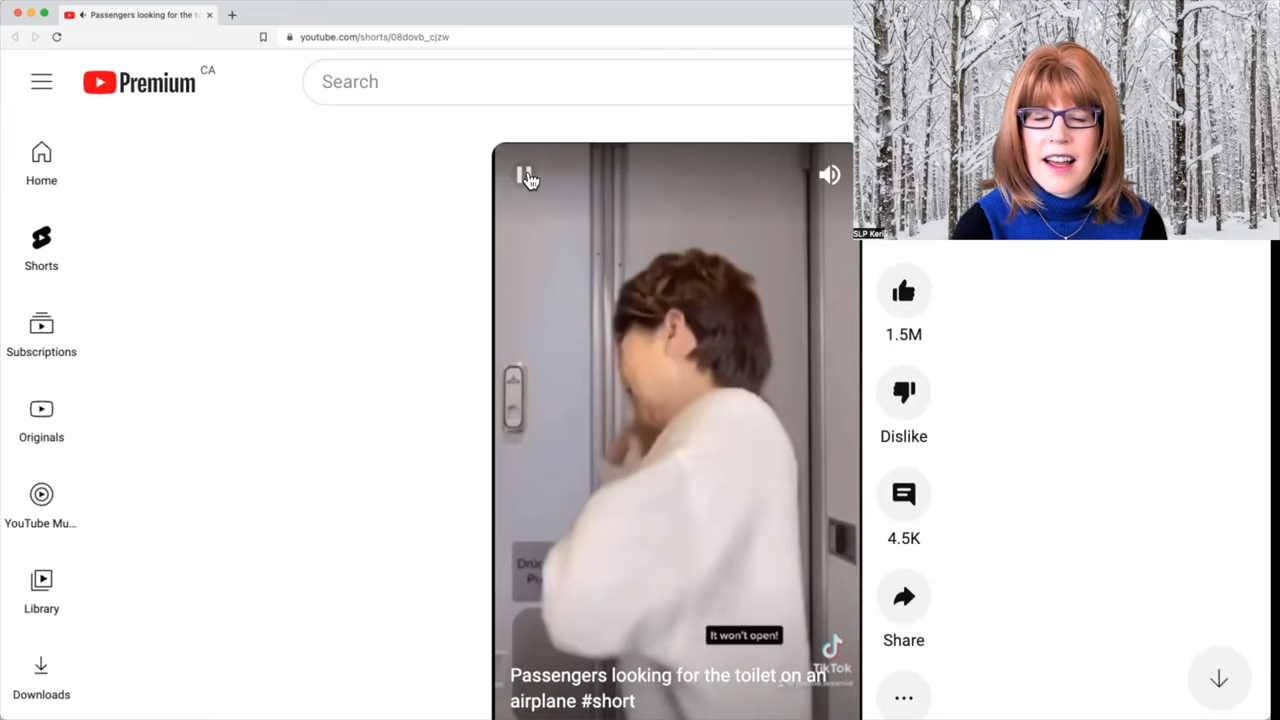 Passengers looking for the t
youtube.com/shorts/08dovb_cjzw
Premium
CA
Search
Home
Shorts
Subscriptions
Originals
YouTube Mu...
Library
Downloads
SLP Keri
1.5M
Dislike
4.5K
Share
It won't open!
TikTok
Passengers looking for the toilet on an
airplane #short